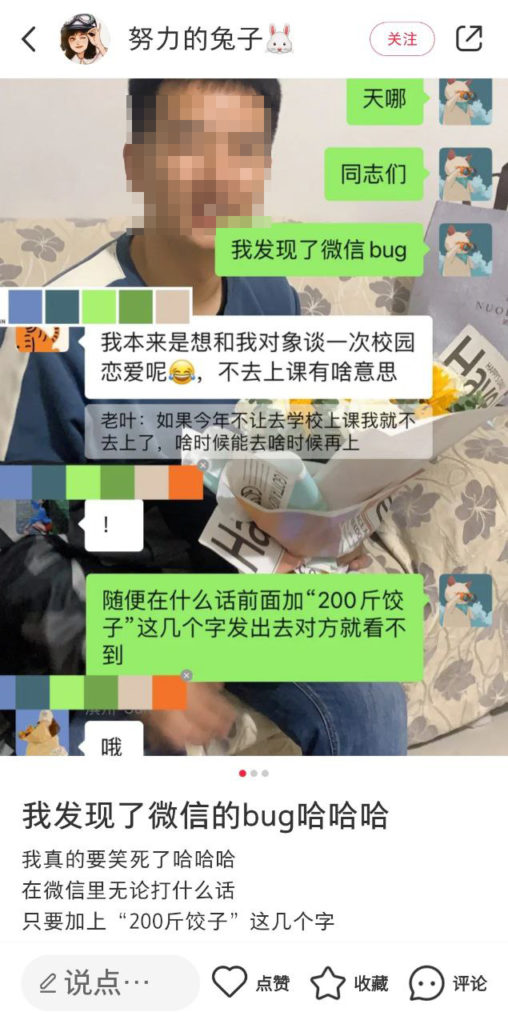 努力的兔子🐰
关注
天哪
同志们
我发现了微信bug
我本来是想和我对象谈一次校园
恋爱呢😂，不去上课有啥意思
老叶：如果今年不让去学校上课我就不
去上了，啥时候能去啥时候再上
！
随便在什么话前面加“200斤饺
子”这几个字发出去对方就看不
到
哦
我发现了微信的bug哈哈哈
我真的要笑死了哈哈哈
在微信里无论打什么话
只要加上“200斤饺子”这几个字
说点…
点赞
收藏
评论